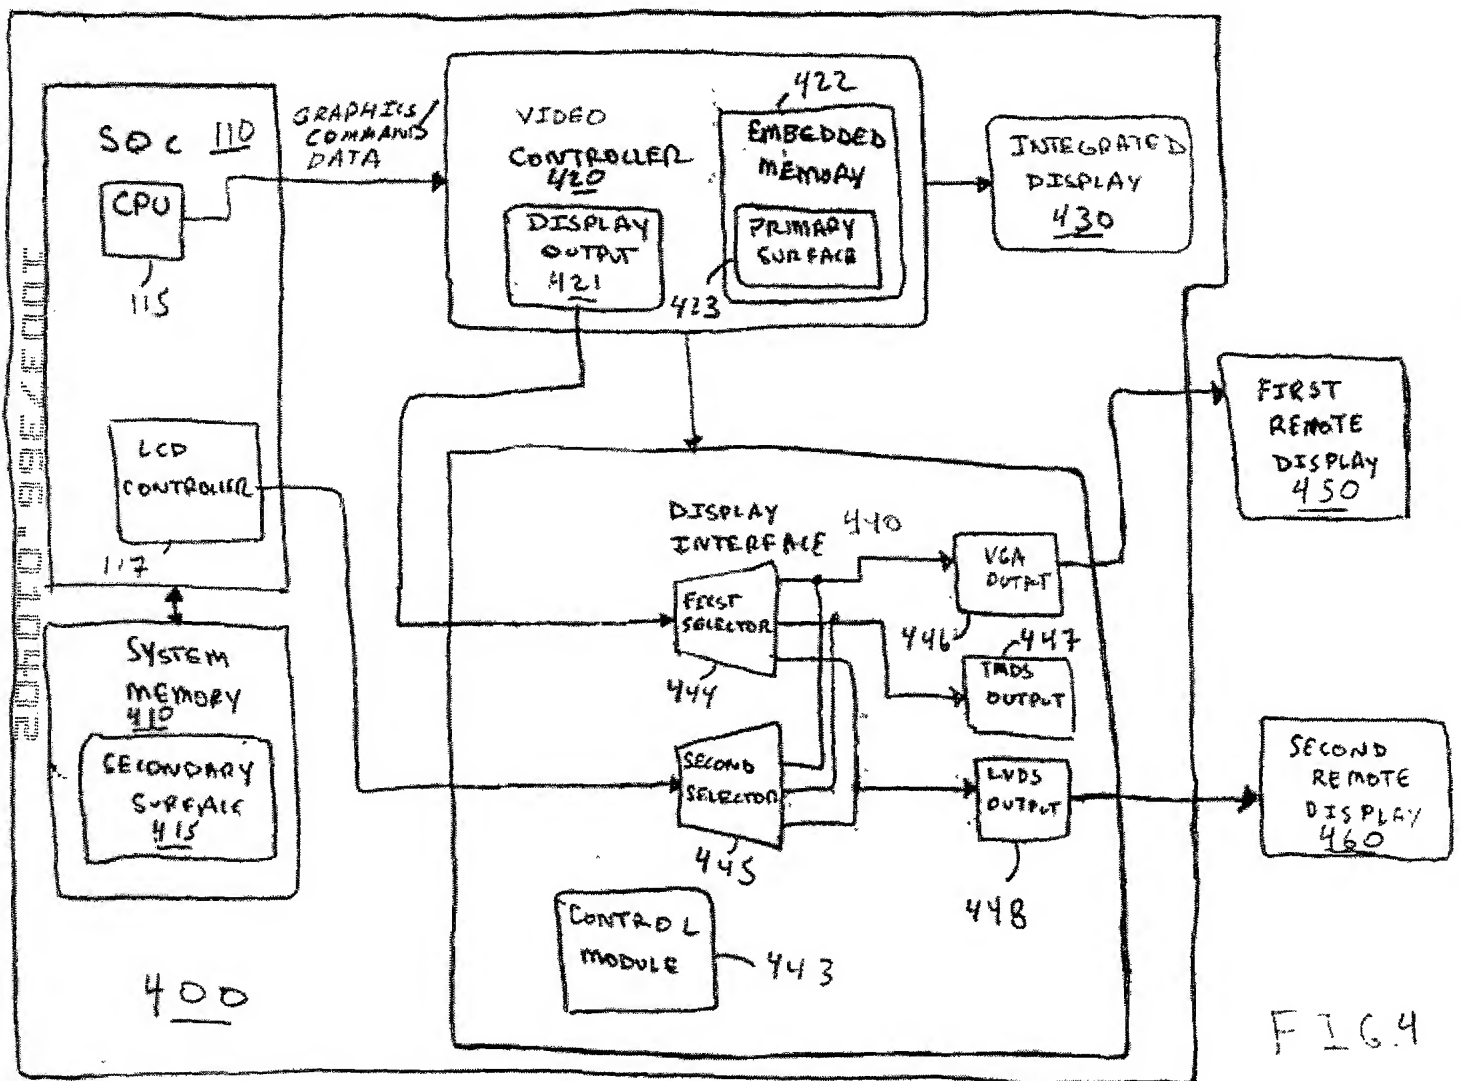 SOC 110
CPU
115
GRAPHICS/
COMMANDS
DATA
VIDEO
CONTROLLER
420
DISPLAY
OUTPUT
421
422
EMBEDDED
MEMORY
PRIMARY
SURFACE
423
INTEGRATED
DISPLAY
430
LCD
CONTROLLER
117
SYSTEM
MEMORY
410
SECONDARY
SURFACE
415
DISPLAY
INTERFACE
440
FIRST
SELECTOR
444
SECOND
SELECTOR
445
VGA
OUTPUT
446
447
TMDS
OUTPUT
LVDS
OUTPUT
448
CONTROL
MODULE
443
FIRST
REMOTE
DISPLAY
450
SECOND
REMOTE
DISPLAY
460
400
FIG.4